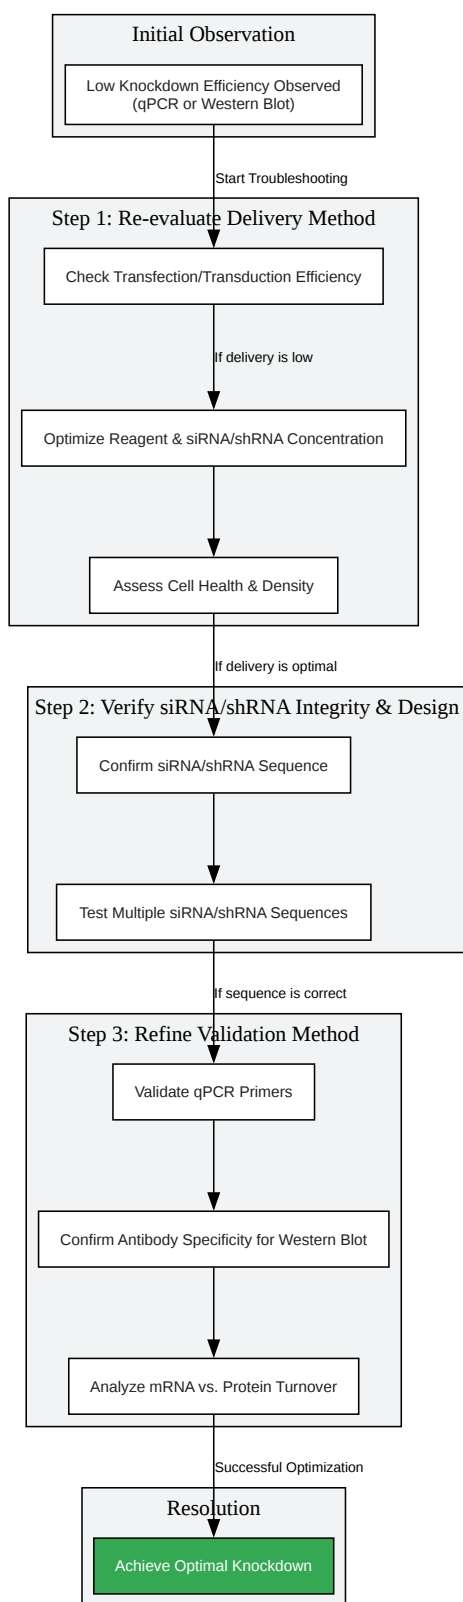 Initial Observation
Low Knockdown Efficiency Observed
(qPCR or Western Blot)
Start Troubleshooting
Step 1: Re-evaluate Delivery Method
Check Transfection/Transduction Efficiency
If delivery is low
Optimize Reagent & siRNA/shRNA Concentration
Assess Cell Health & Density
If delivery is optimal
Step 2: Verify siRNA/shRNA Integrity & Design
Confirm siRNA/shRNA Sequence
Test Multiple siRNA/shRNA Sequences
If sequence is correct
Step 3: Refine Validation Method
Validate qPCR Primers
Confirm Antibody Specificity for Western Blot
Analyze mRNA vs. Protein Turnover
Successful Optimization
Resolution
Achieve Optimal Knockdown